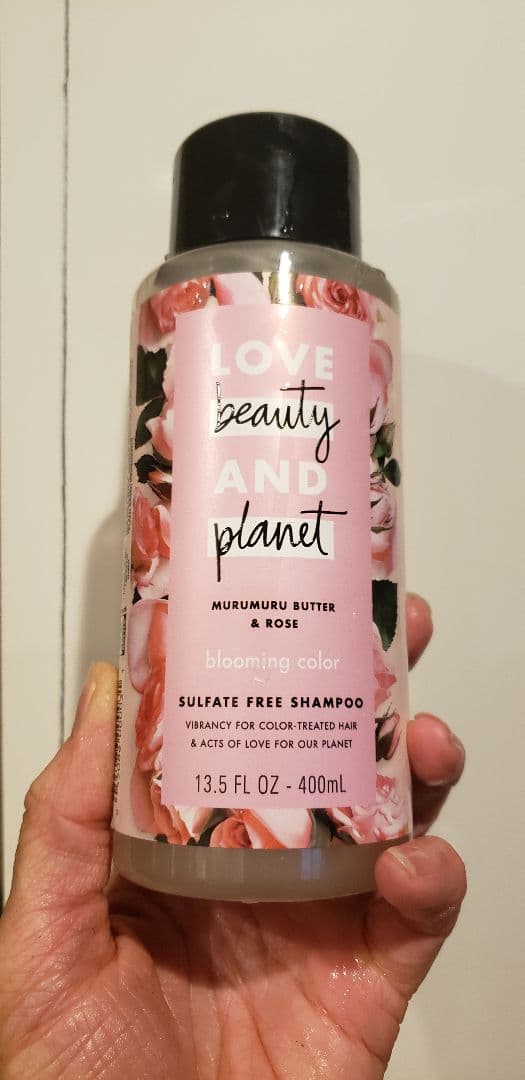 LOVE
beauty
AND
planet
MURUMURU BUTTER
& ROSE
blooming color
SULFATE FREE SHAMPOO
VIBRANCY FOR COLOR-TREATED HAIR
& ACTS OF LOVE FOR OUR PLANET
13.5 FL OZ - 400mL